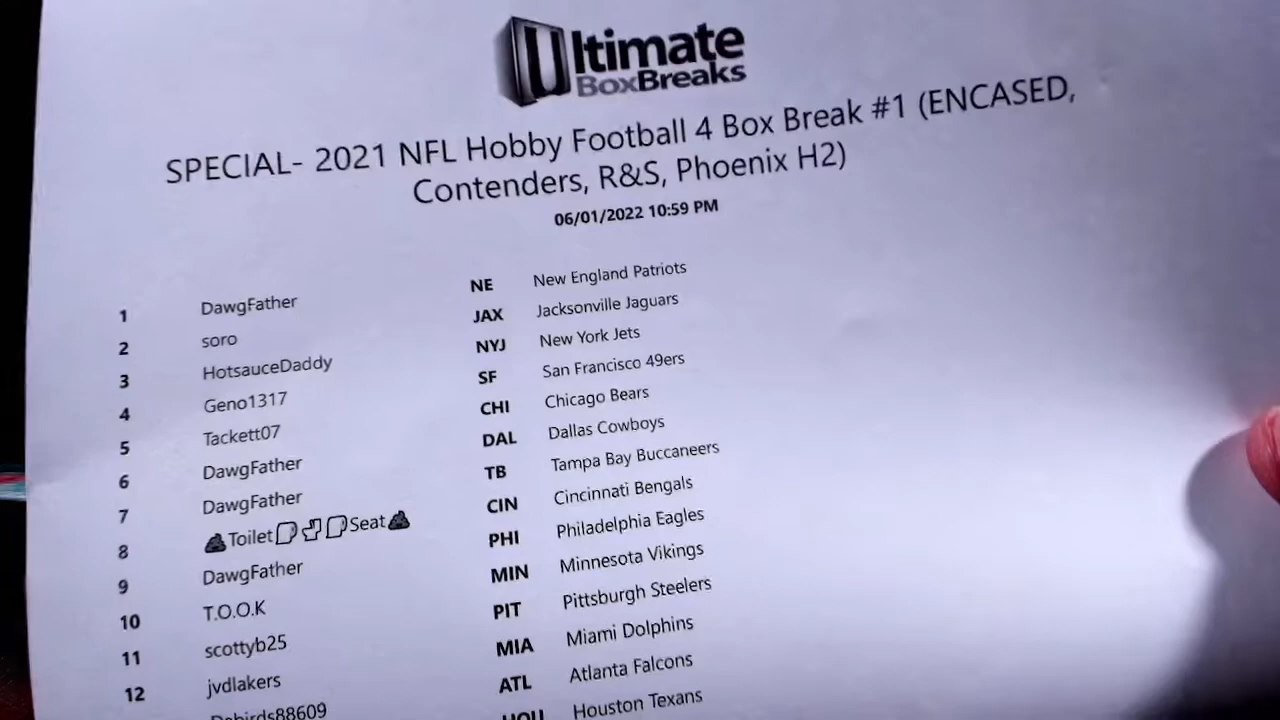 Ultimate
BoxBreaks
SPECIAL- 2021 NFL Hobby Football 4 Box Break #1 (ENCASED,
Contenders, R&S, Phoenix H2)
06/01/2022 10:59 PM
1 DawgFather NE New England Patriots
2 soro JAX Jacksonville Jaguars
3 HotsauceDaddy NYJ New York Jets
4 Geno1317 SF San Francisco 49ers
5 Tackett07 CHI Chicago Bears
6 DawgFather DAL Dallas Cowboys
7 DawgFather TB Tampa Bay Buccaneers
8 💩Toilet🧻🚽🧻Seat💩 CIN Cincinnati Bengals
9 DawgFather PHI Philadelphia Eagles
10 T.O.O.K MIN Minnesota Vikings
11 scottyb25 PIT Pittsburgh Steelers
12 jvdlakers MIA Miami Dolphins
Debirds88609 ATL Atlanta Falcons
HOU Houston Texans